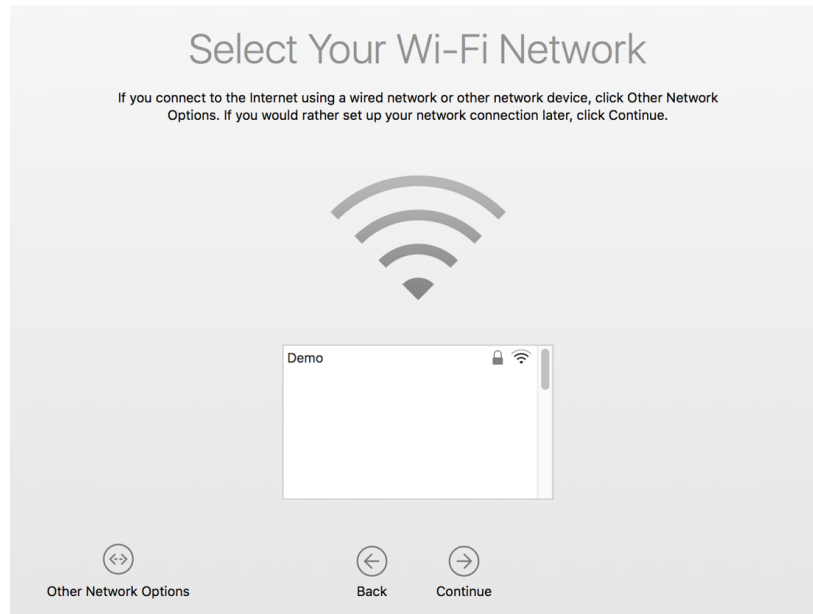 Select Your Wi-Fi Network
If you connect to the Internet using a wired network or other network device, click Other Network
Options. If you would rather set up your network connection later, click Continue.
Demo
Other Network Options
Back
Continue